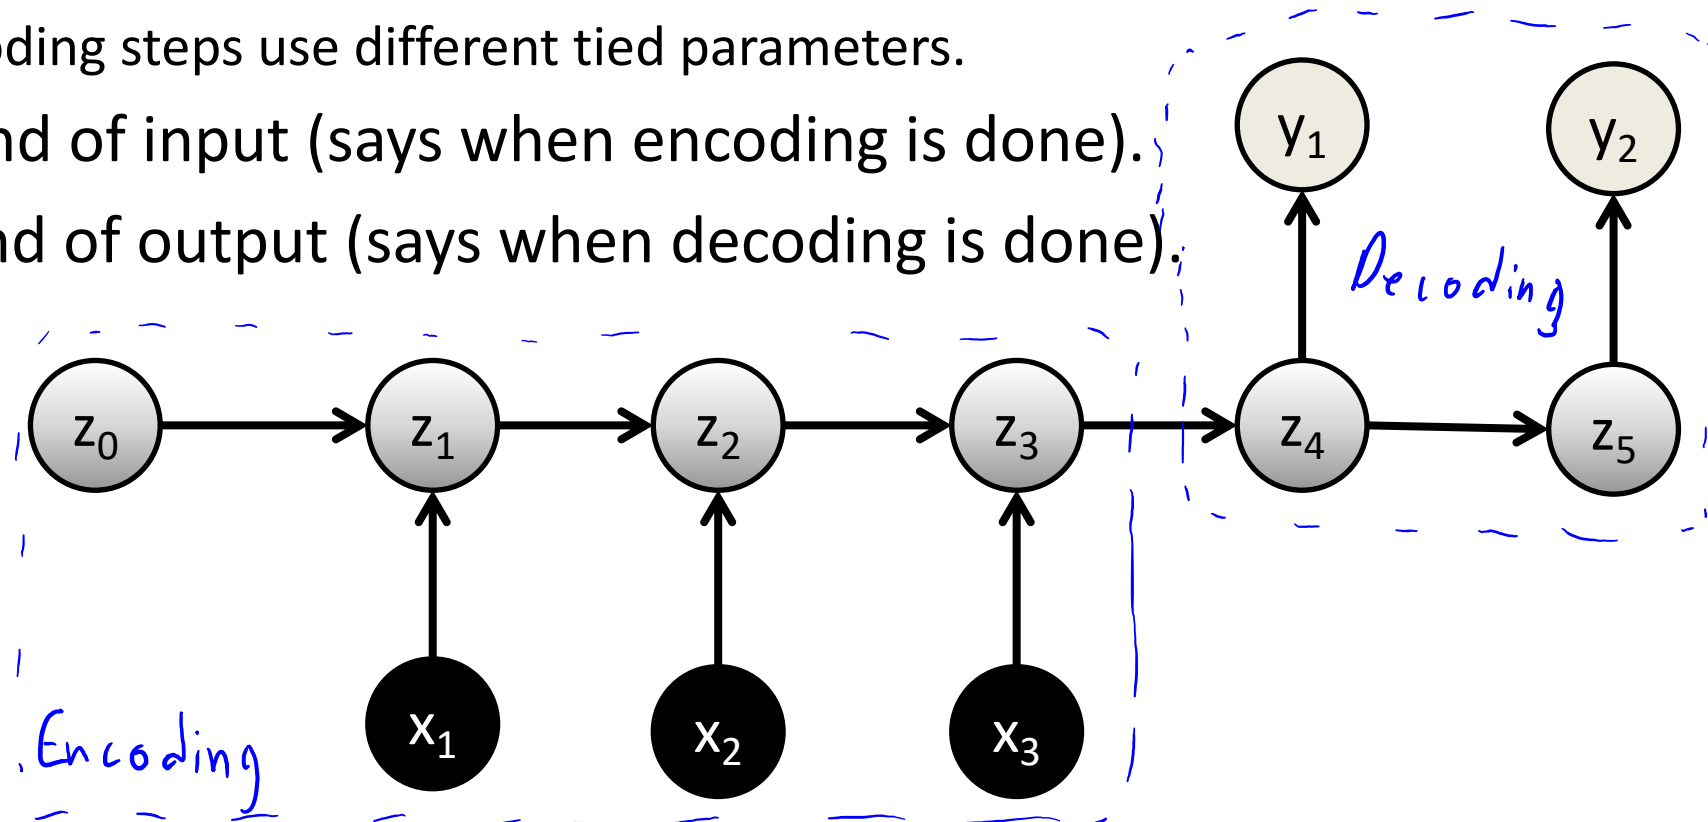 oding steps use different tied parameters.
nd of input (says when encoding is done).
nd of output (says when decoding is done).
y₁ y₂
Decoding
z₀ z₁ z₂ z₃ z₄ z₅
x₁ x₂ x₃
Encoding